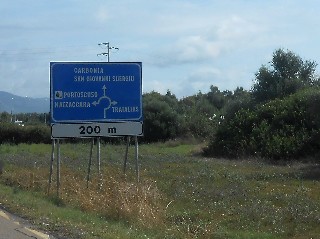 CARBONIA
SAN GIOVANNI SUERGIU
PORTOSCUSO
MATZACCARA
TRATALIAS
200 m